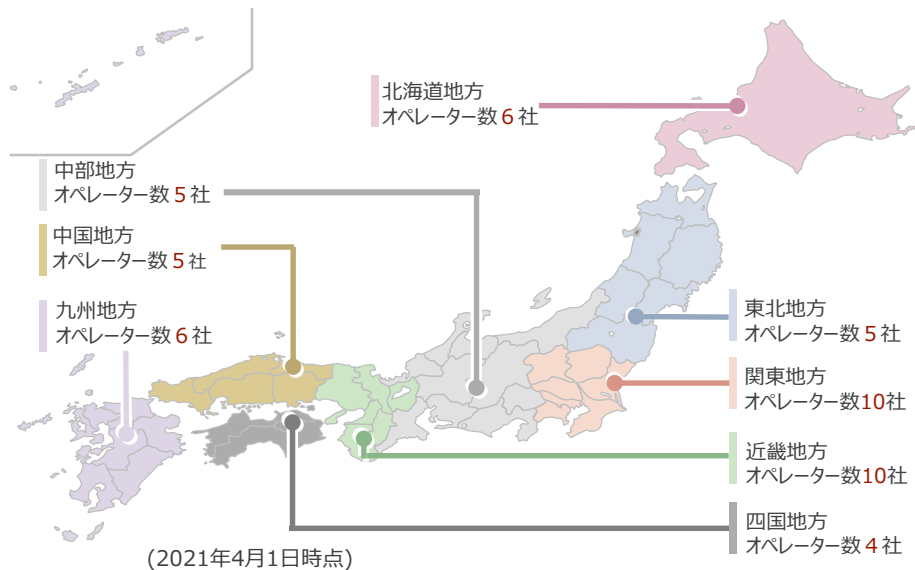 北海道地方
オペレーター数6社
中部地方
オペレーター数5社
中国地方
オペレーター数5社
九州地方
オペレーター数6社
東北地方
オペレーター数5社
関東地方
オペレーター数10社
近畿地方
オペレーター数10社
四国地方
オペレーター数4社
(2021年4月1日時点)